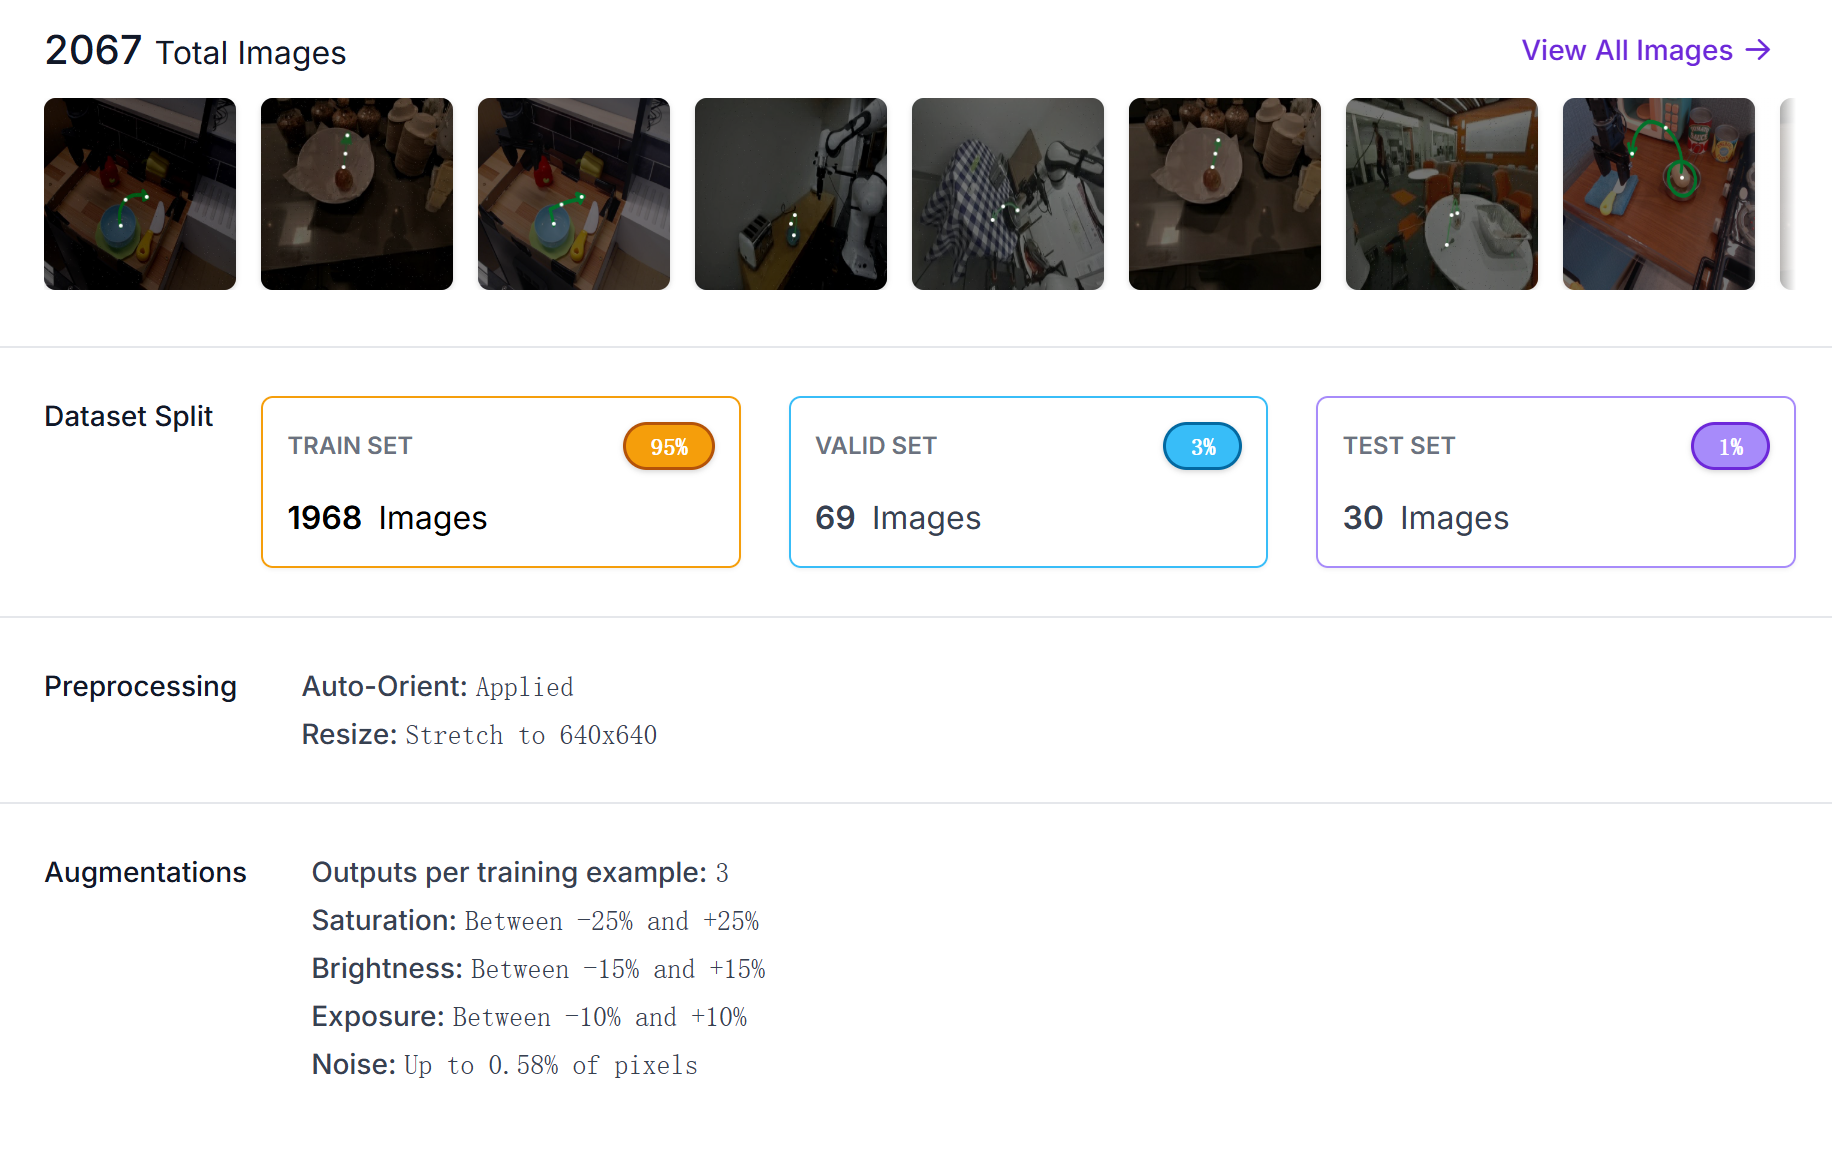 2067 Total Images
View All Images →
Dataset Split
TRAIN SET
95%
1968 Images
VALID SET
3%
69 Images
TEST SET
1%
30 Images
Preprocessing
Auto-Orient: Applied
Resize: Stretch to 640x640
Augmentations
Outputs per training example: 3
Saturation: Between -25% and +25%
Brightness: Between -15% and +15%
Exposure: Between -10% and +10%
Noise: Up to 0.58% of pixels